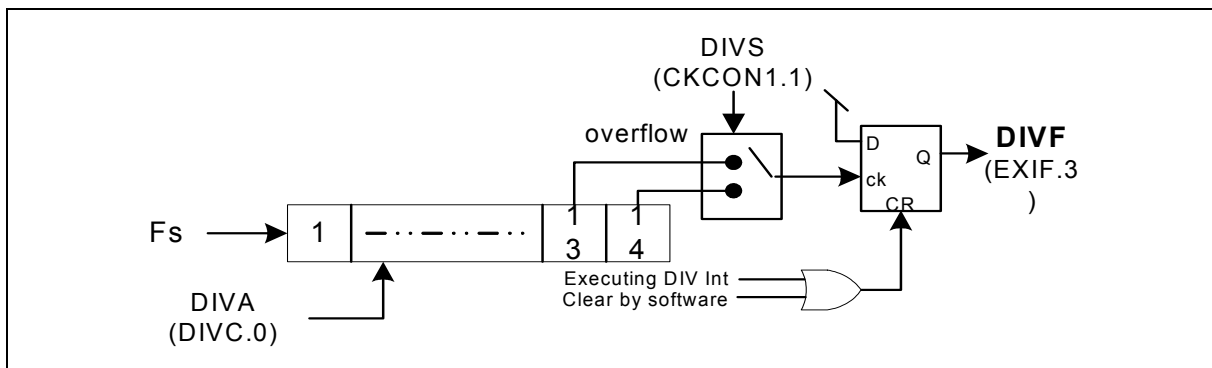 DIVS
(CKCON1.1)
overflow
D
Q
ck
CR
DIVF
(EXIF.3
)
Fs
1
1
3
1
4
Executing DIV Int
Clear by software
DIVA
(DIVC.0)